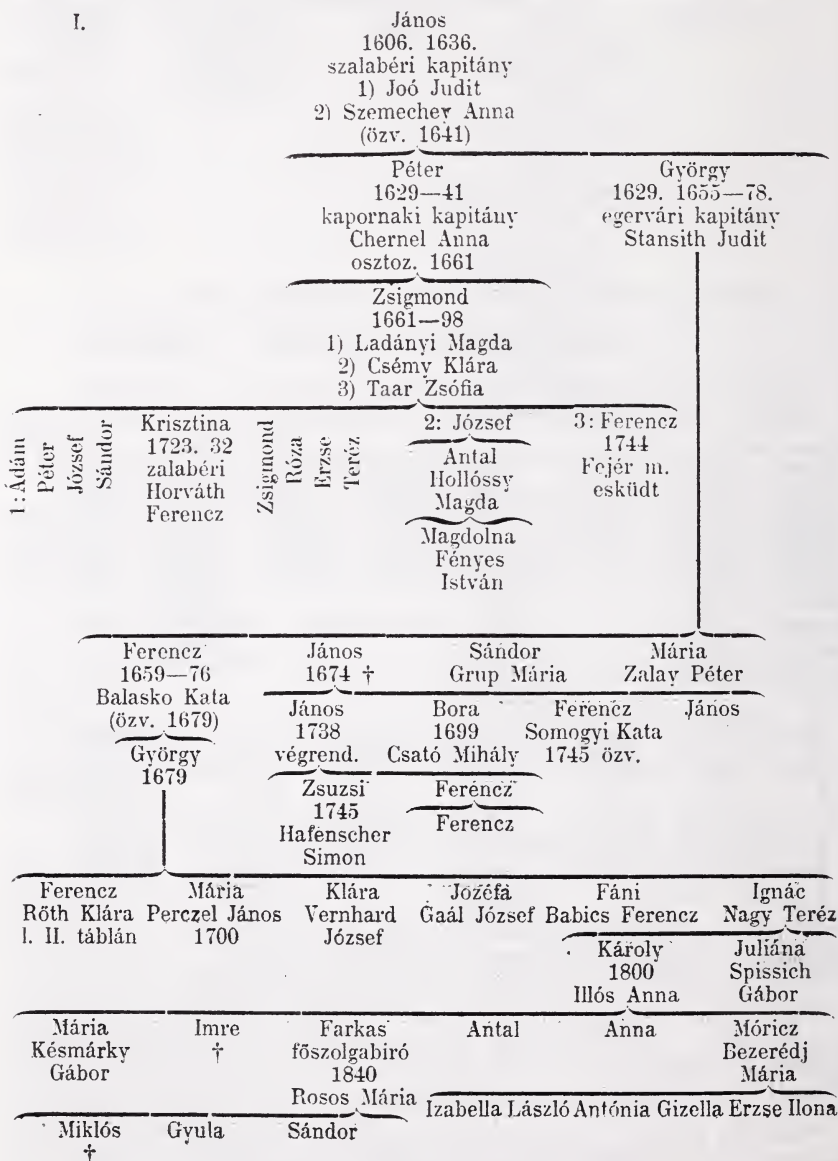 I.
János
1606. 1636.
szalabéri kapitány
1) Joó Judit
2) Szemechey Anna
(özv. 1641)
Péter György
1629—41 1629. 1655—78.
kapornaki kapitány egervári kapitány
Chernel Anna Stansith Judit
osztoz. 1661
Zsigmond
1661—98
1) Ladányi Magda
2) Csémy Klára
3) Taar Zsófia
1: Ádám
Péter
József
Sándor
Krisztina
1723. 32
zalabéri
Horváth
Ferencz
Zsigmond
Róza
Erzse
Teréz
2: József
Antal
Hollóssy
Magda
Magdolna
Fényes
István
3: Ferencz
1744
Fejér m.
esküdt
Ferencz János Sándor Mária
1659—76 1674 † Grup Mária Zalay Péter
Balasko Kata
(özv. 1679)
János Bora Ferencz János
1738 1699 Somogyi Kata
végrend. Csató Mihály 1745 özv.
György
1679
Zsuzsi Ferencz
1745 Ferencz
Hafenscher
Simon
Ferencz Mária Klára Józéfa Fáni Ignác
Rőth Klára Perczel János Vernhard Gaál József Babics Ferencz Nagy Teréz
l. II. táblán 1700 József
Károly Juliána
1800 Spissich
Illós Anna Gábor
Mária Imre Farkas Antal Anna Móricz
Késmárky † főszolgabiró Bezerédj
Gábor 1840 Mária
Rosos Mária
Izabella László Antónia Gizella Erzse Ilona
Miklós Gyula Sándor
†